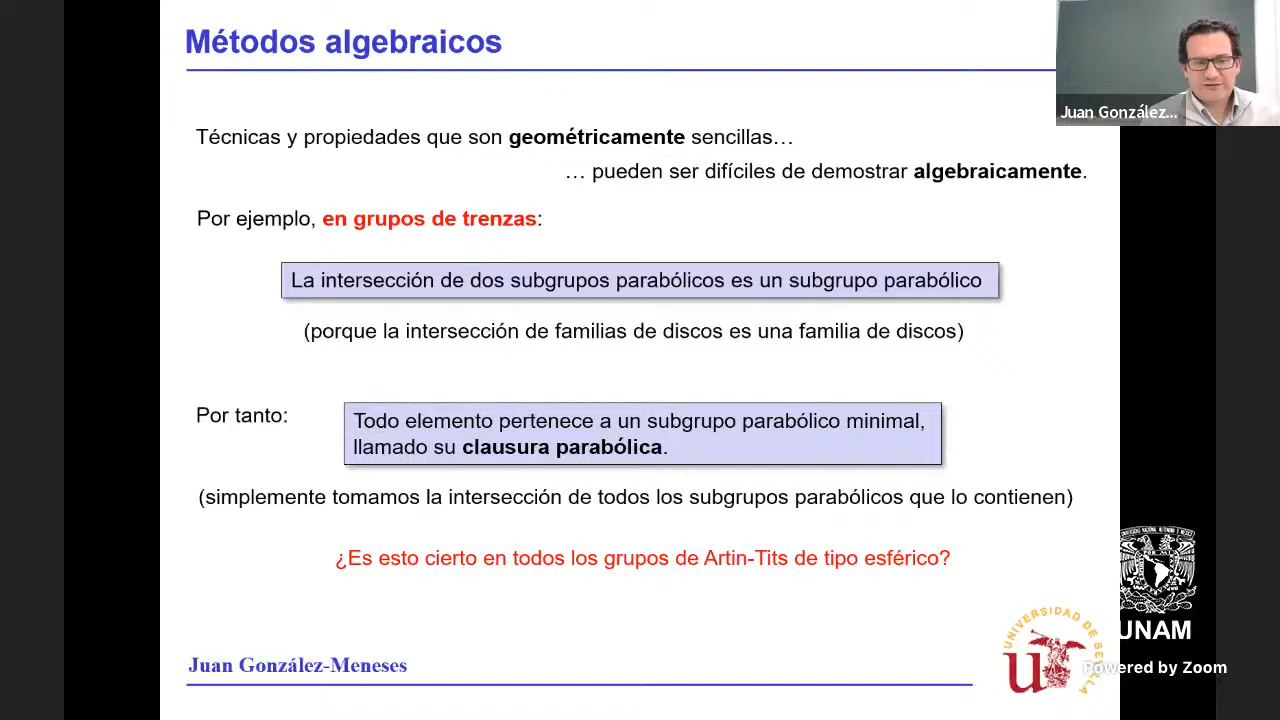 Métodos algebraicos
Juan González...
Técnicas y propiedades que son geométricamente sencillas…
… pueden ser difíciles de demostrar algebraicamente.
Por ejemplo, en grupos de trenzas:
La intersección de dos subgrupos parabólicos es un subgrupo parabólico
(porque la intersección de familias de discos es una familia de discos)
Por tanto:
Todo elemento pertenece a un subgrupo parabólico minimal,
llamado su clausura parabólica.
(simplemente tomamos la intersección de todos los subgrupos parabólicos que lo contienen)
¿Es esto cierto en todos los grupos de Artin-Tits de tipo esférico?
Juan González-Meneses
UNIVERSIDAD DE SEVILLA
UNAM
Powered by Zoom